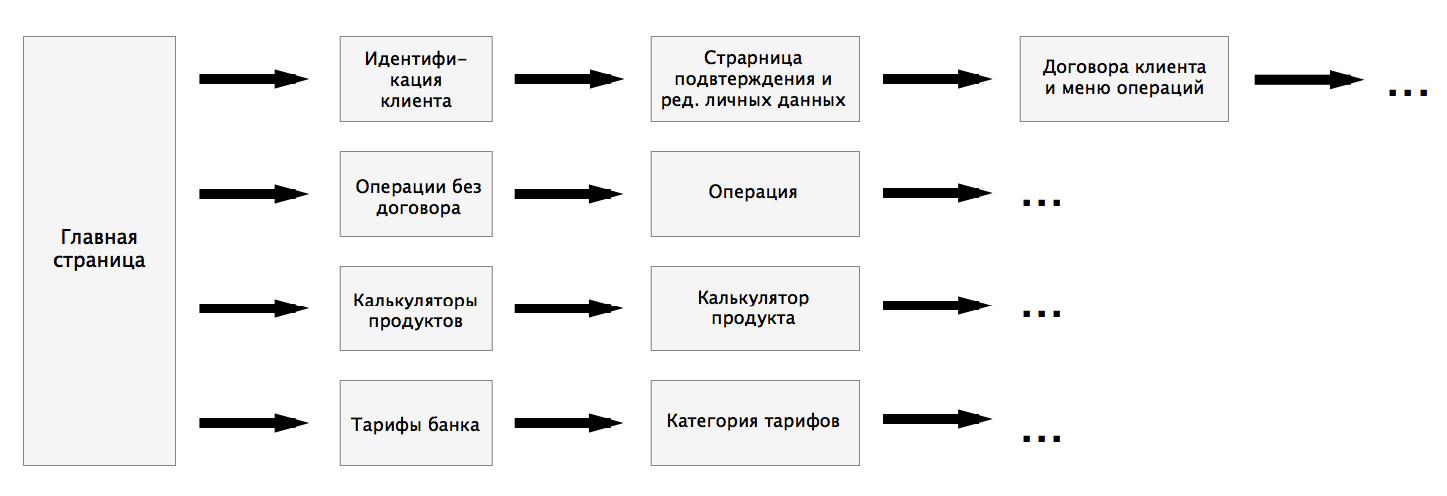 Главная
страница
Идентифи-
кация
клиента
Страрница
подвтерждения и
ред. личных данных
Договора клиента
и меню операций
...
Операции без
договора
Операция
...
Калькуляторы
продуктов
Калькулятор
продукта
...
Тарифы банка
Категория тарифов
...